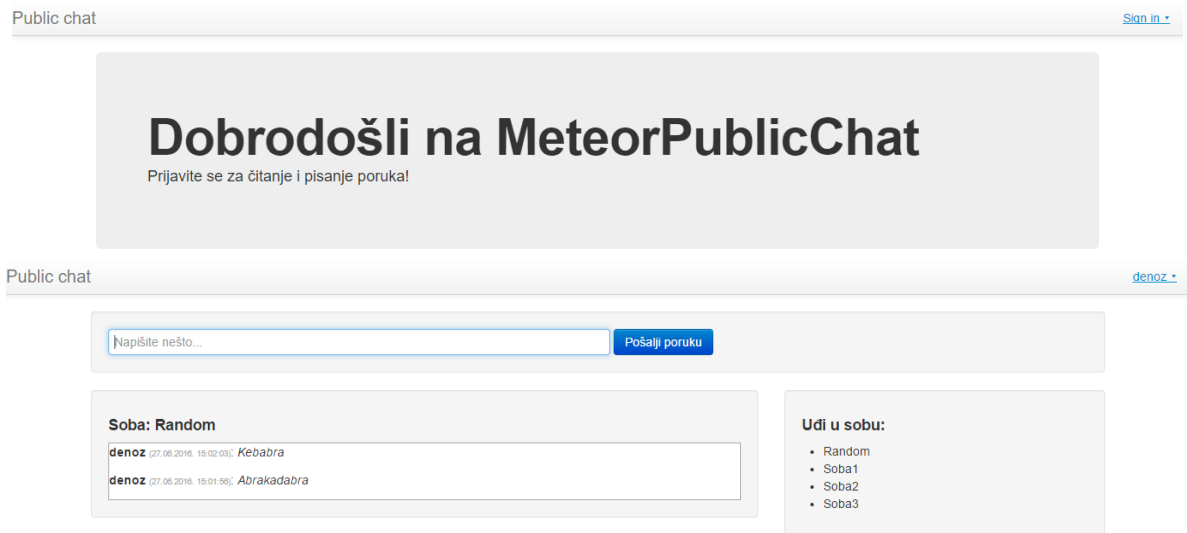 Public chat
Sign in ▾
Dobrodošli na MeteorPublicChat
Prijavite se za čitanje i pisanje poruka!
Public chat
denoz ▾
Napišite nešto...
Pošalji poruku
Soba: Random
denoz (27.06.2016. 15:02:03): Kebabra
denoz (27.06.2016. 15:01:56): Abrakadabra
Uđi u sobu:
• Random
• Soba1
• Soba2
• Soba3